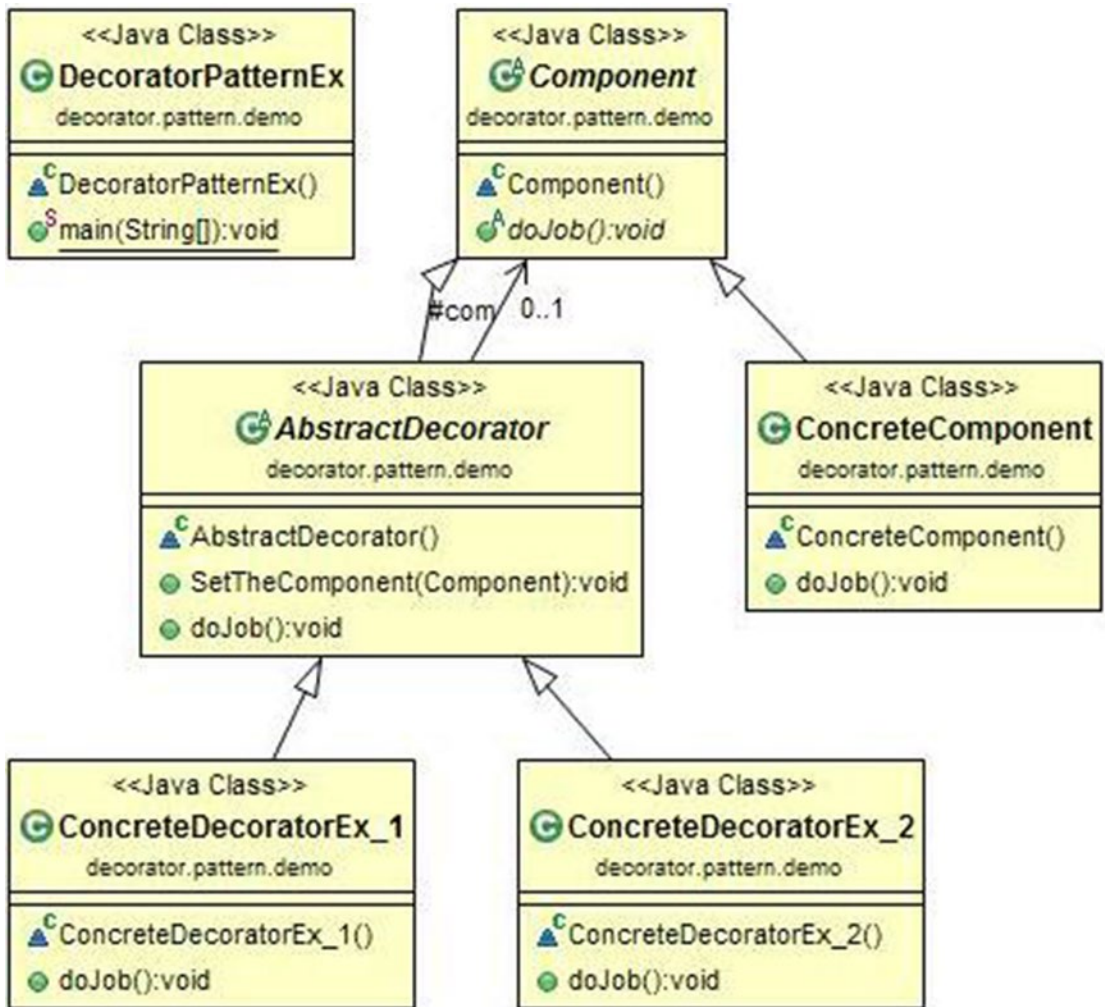 <<Java Class>>
DecoratorPatternEx
decorator.pattern.demo
DecoratorPatternEx()
main(String[]):void
<<Java Class>>
Component
decorator.pattern.demo
Component()
doJob():void
#com
0..1
<<Java Class>>
AbstractDecorator
decorator.pattern.demo
AbstractDecorator()
SetTheComponent(Component):void
doJob():void
<<Java Class>>
ConcreteComponent
decorator.pattern.demo
ConcreteComponent()
doJob():void
<<Java Class>>
ConcreteDecoratorEx_1
decorator.pattern.demo
ConcreteDecoratorEx_1()
doJob():void
<<Java Class>>
ConcreteDecoratorEx_2
decorator.pattern.demo
ConcreteDecoratorEx_2()
doJob():void